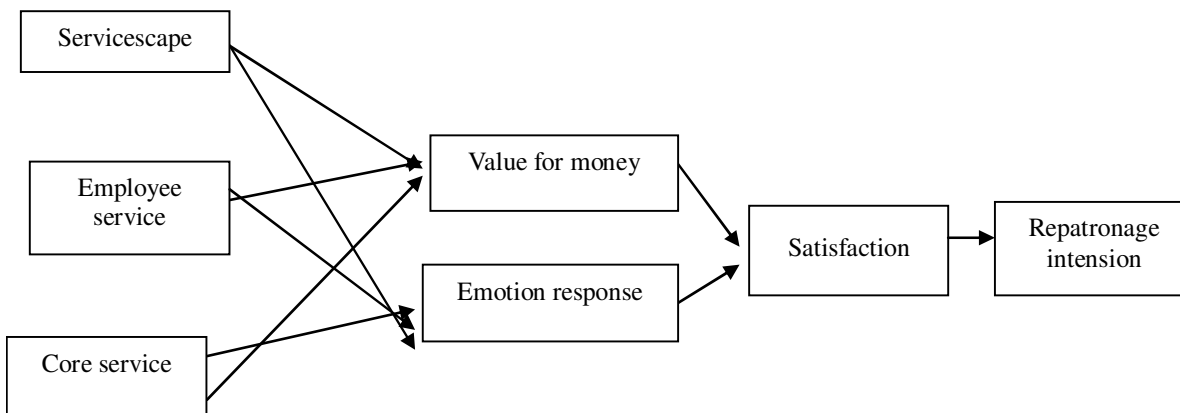 Servicescape
Employee
service
Core service
Value for money
Emotion response
Satisfaction
Repatronage
intension